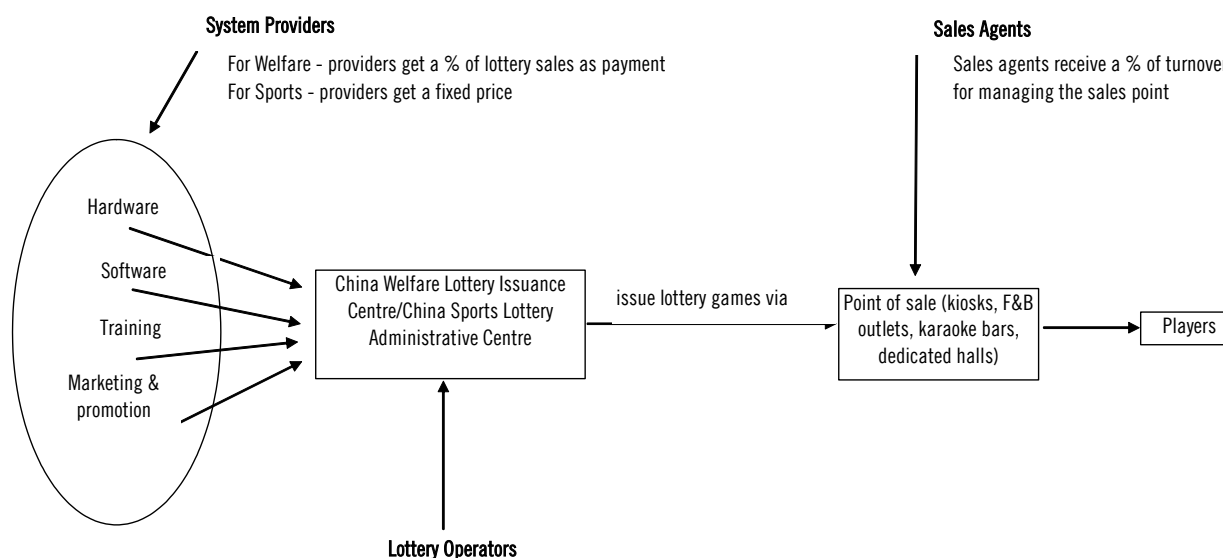 System Providers
For Welfare - providers get a % of lottery sales as payment
For Sports - providers get a fixed price
Sales Agents
Sales agents receive a % of turnover
for managing the sales point
Hardware
Software
Training
Marketing &
promotion
China Welfare Lottery Issuance
Centre/China Sports Lottery
Administrative Centre
issue lottery games via
Point of sale (kiosks, F&B
outlets, karaoke bars,
dedicated halls)
Players
Lottery Operators